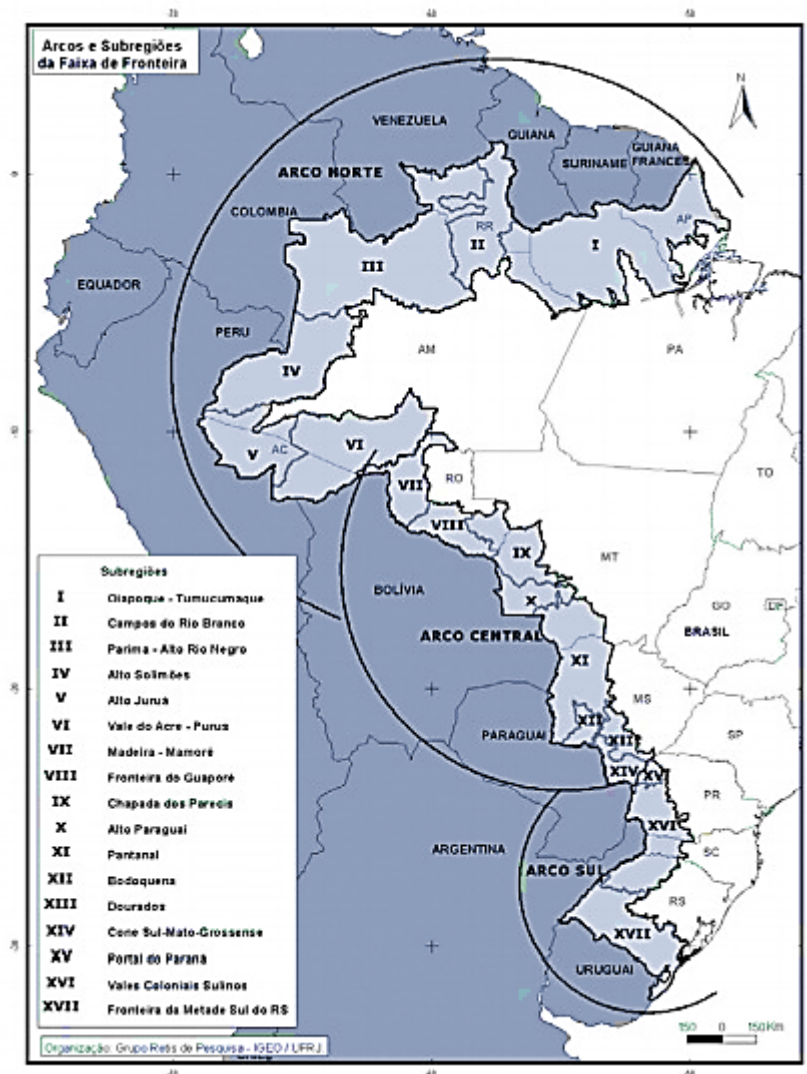 Arcos e Subregiões
da Faixa de Fronteira
N
VENEZUELA
GUIANA
SURINAME
GUIANA
FRANCES
ARCO NORTE
COLOMBIA
RR
AP
II
I
III
EQUADOR
PERU
AM
PA
IV
VI
V
AC
RO
TO
VII
VIII
IX
MT
BOLÍVIA
X
GO
DF
BRASIL
ARCO CENTRAL
XI
MS
XII
SP
PARAGUAI
XII
XIV
XV
PR
XVI
ARGENTINA
SC
ARCO SUL
RS
XVII
URUGUAI
150 0 150 Km
Subregiões
I Oiapoque - Tumucumaque
II Campos do Rio Branco
III Parima - Alto Rio Negro
IV Alto Solimões
V Alto Juruá
VI Vale do Acre - Purus
VII Madeira - Mamoré
VIII Fronteira do Guaporé
IX Chapada dos Parecis
X Alto Paraguai
XI Pantanal
XII Bodoquena
XIII Dourados
XIV Cone Sul-Mato-Grossense
XV Portal do Paraná
XVI Vales Coloniais Sulinos
XVII Fronteira da Metade Sul do RS
Organização: Grupo Retis de Pesquisa - IGEO / UFRJ